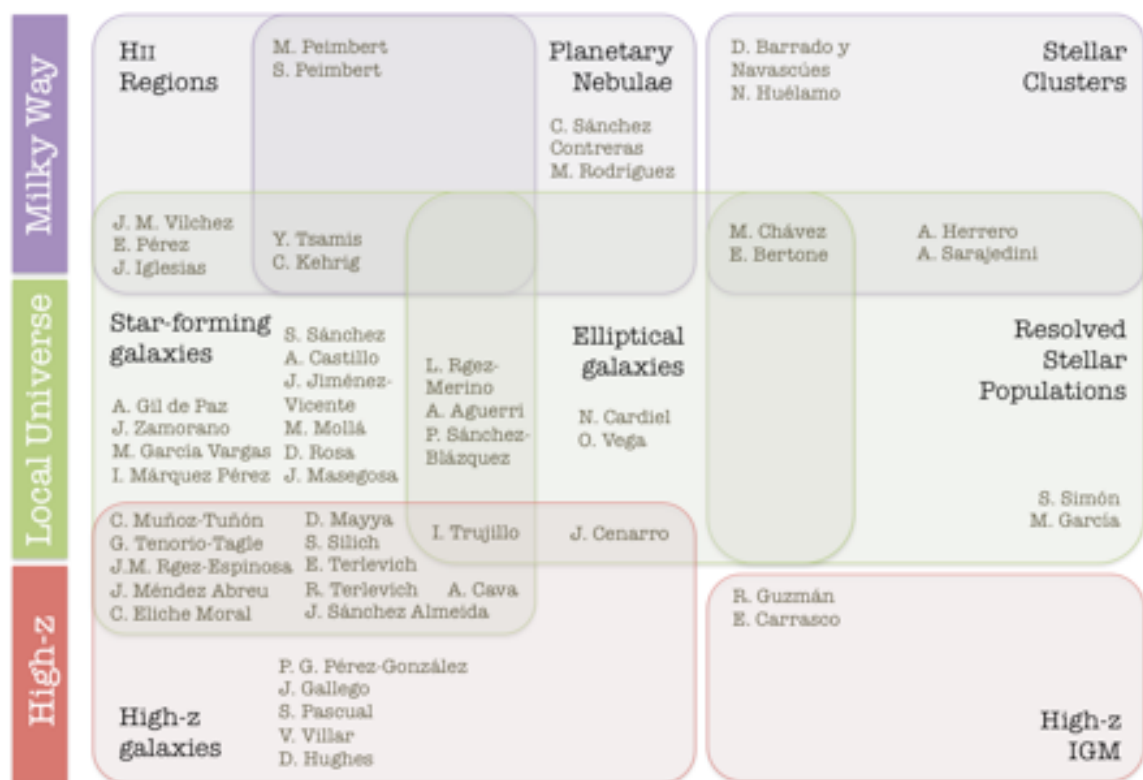 Milky Way
HII
Regions
M. Peimbert
S. Peimbert
Planetary
Nebulae
C. Sánchez
Contreras
M. Rodríguez
D. Barrado y
Navascúes
N. Huélamo
Stellar
Clusters
J. M. Vilchez
E. Pérez
J. Iglesias
Y. Tsamis
C. Kehrig
M. Chávez
E. Bertone
A. Herrero
A. Sarajedini
Local Universe
Star-forming
galaxies
A. Gil de Paz
J. Zamorano
M. García Vargas
I. Márquez Pérez
S. Sánchez
A. Castillo
J. Jiménez-
Vicente
M. Mollá
D. Rosa
J. Masegosa
L. Rgez-
Merino
A. Aguerri
P. Sánchez-
Blázquez
Elliptical
galaxies
N. Cardiel
O. Vega
Resolved
Stellar
Populations
S. Simón
M. García
C. Muñoz-Tuñón
G. Tenorio-Tagle
J.M. Rgez-Espinosa
J. Méndez Abreu
C. Eliche Moral
D. Mayya
S. Silich
E. Terlevich
R. Terlevich
J. Sánchez Almeida
I. Trujillo
A. Cava
J. Cenarro
High-z
P. G. Pérez-González
J. Gallego
S. Pascual
V. Villar
D. Hughes
High-z
galaxies
R. Guzmán
E. Carrasco
High-z
IGM